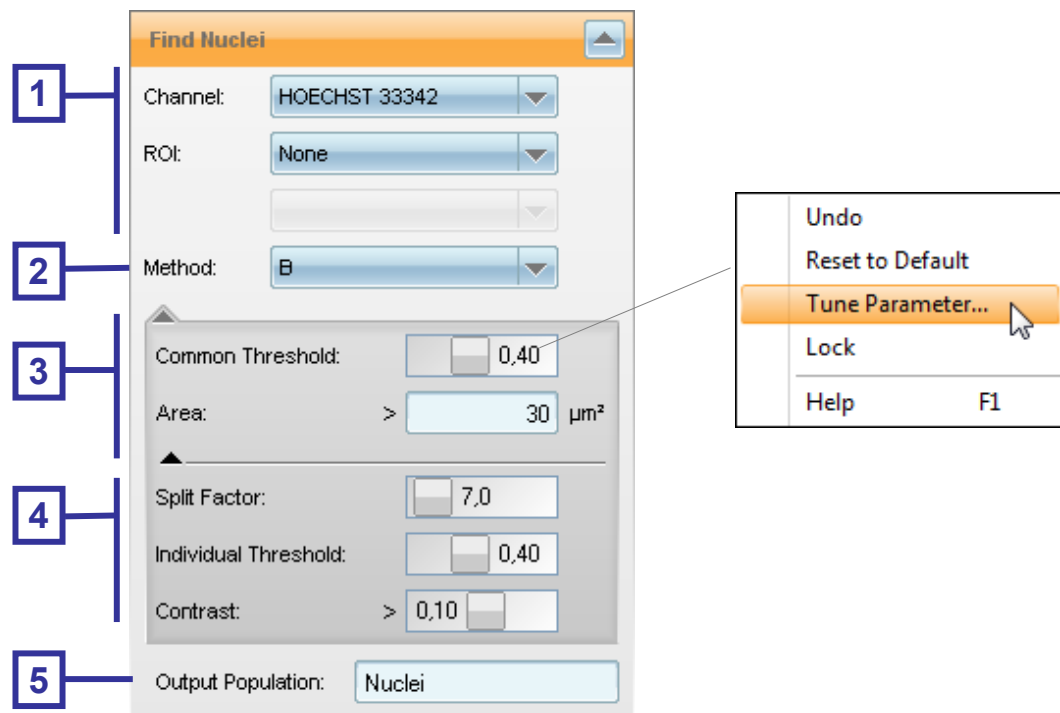 Find Nuclei
1
Channel: HOECHST 33342
ROI: None
2
Method: B
3
Common Threshold: 0,40
Area: > 30 µm²
4
Split Factor: 7,0
Individual Threshold: 0,40
Contrast: > 0,10
5
Output Population: Nuclei
Undo
Reset to Default
Tune Parameter...
Lock
Help F1